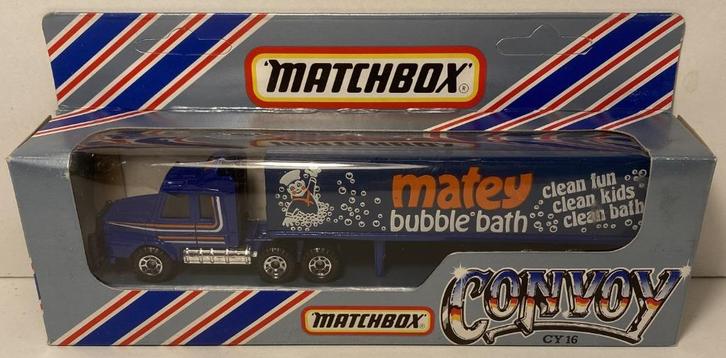 "MATCHBOX"®
matey
bubble bath
clean fun
clean kids
clean bath
"MATCHBOX"®
CONVOY
CY 16